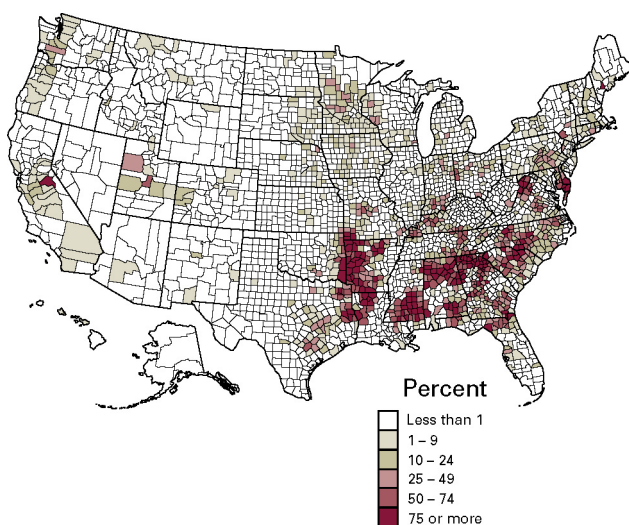 Percent
Less than 1
1 – 9
10 – 24
25 – 49
50 – 74
75 or more